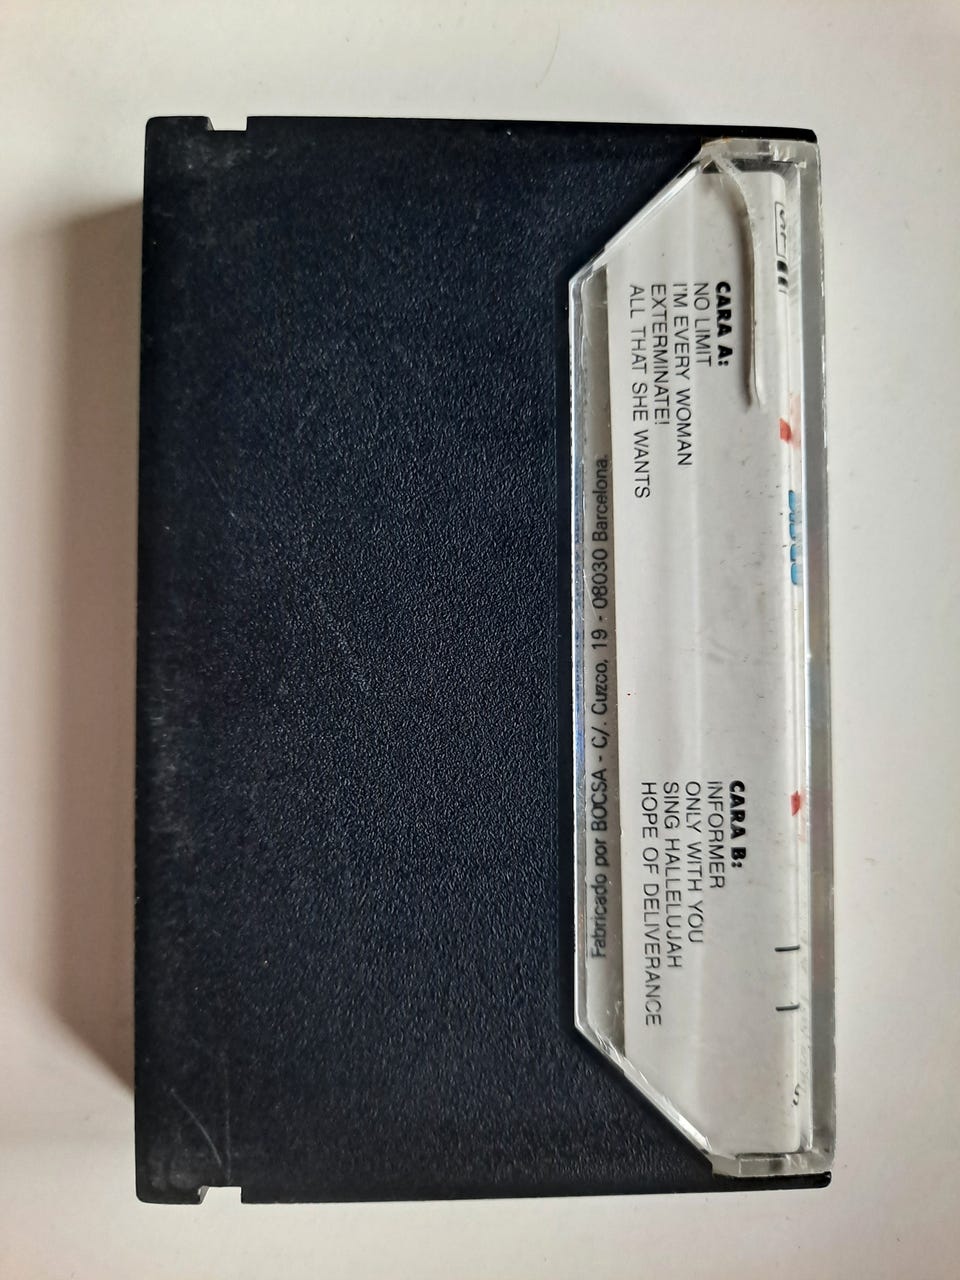 CARA A:
NO LIMIT
I'M EVERY WOMAN
EXTERMINATE!
ALL THAT SHE WANTS
CARA B:
INFORMER
ONLY WITH YOU
SING HALLELUJAH
HOPE OF DELIVERANCE
Fabricado por BOCSA - C/. Cuzco, 19 - 08030 Barcelona.